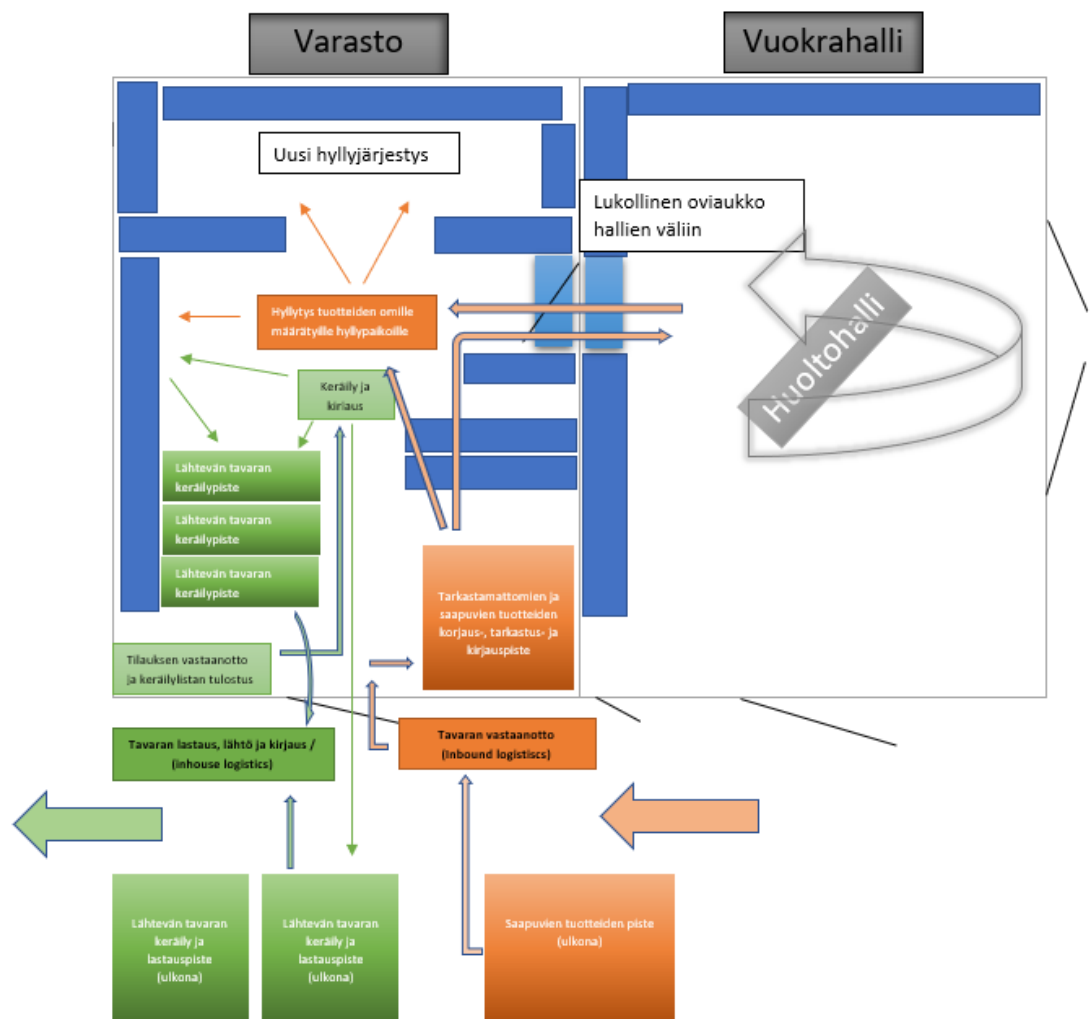 Varasto
Vuokrahalli
Uusi hyllyjärjestys
Lukollinen oviaukko
hallien väliin
Hyllytys tuotteiden omille
määrätyille hyllypaikoille
Huoltohalli
Keräily ja
kirjaus
Lähtevän tavaran
keräilypiste
Lähtevän tavaran
keräilypiste
Lähtevän tavaran
keräilypiste
Tarkastamattomien ja
saapuvien tuotteiden
korjaus-, tarkastus- ja
kirjauspiste
Tilauksen vastaanotto
ja keräilylistan tulostus
Tavaran lastaus, lähtö ja kirjaus /
(inhouse logistics)
Tavaran vastaanotto
(Inbound logistiscs)
Lähtevän tavaran
keräily ja
lastauspiste
(ulkona)
Lähtevän tavaran
keräily ja
lastauspiste
(ulkona)
Saapuvien tuotteiden piste
(ulkona)